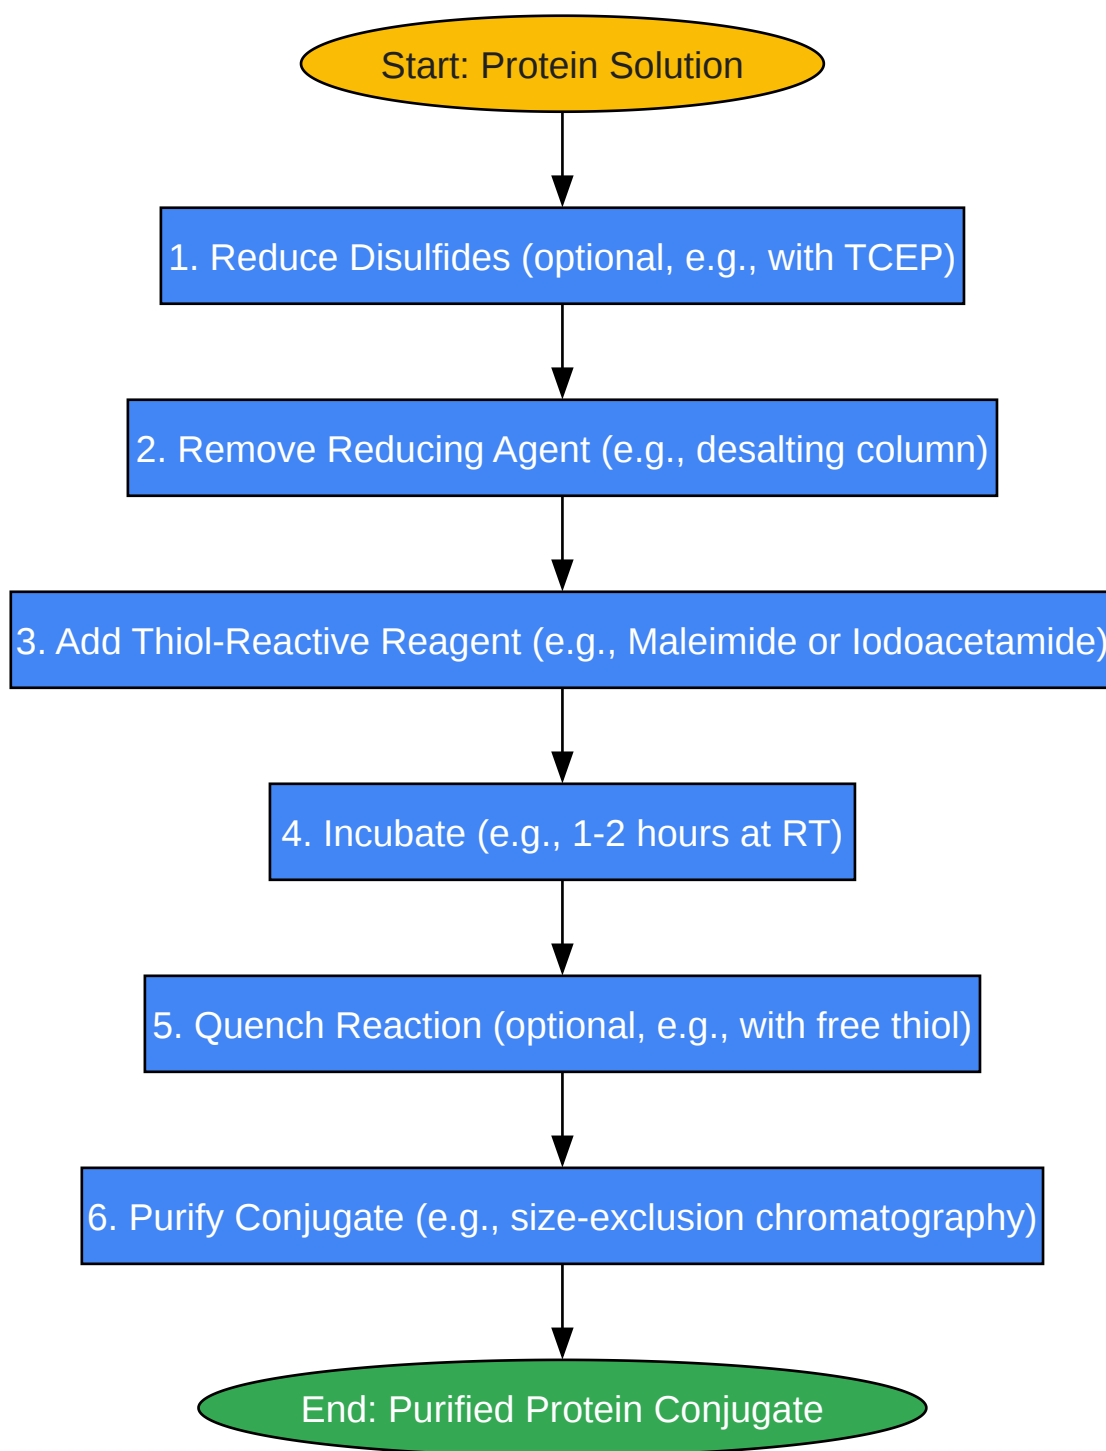 Start: Protein Solution
1. Reduce Disulfides (optional, e.g., with TCEP)
2. Remove Reducing Agent (e.g., desalting column)
3. Add Thiol-Reactive Reagent (e.g., Maleimide or Iodoacetamide)
4. Incubate (e.g., 1-2 hours at RT)
5. Quench Reaction (optional, e.g., with free thiol)
6. Purify Conjugate (e.g., size-exclusion chromatography)
End: Purified Protein Conjugate